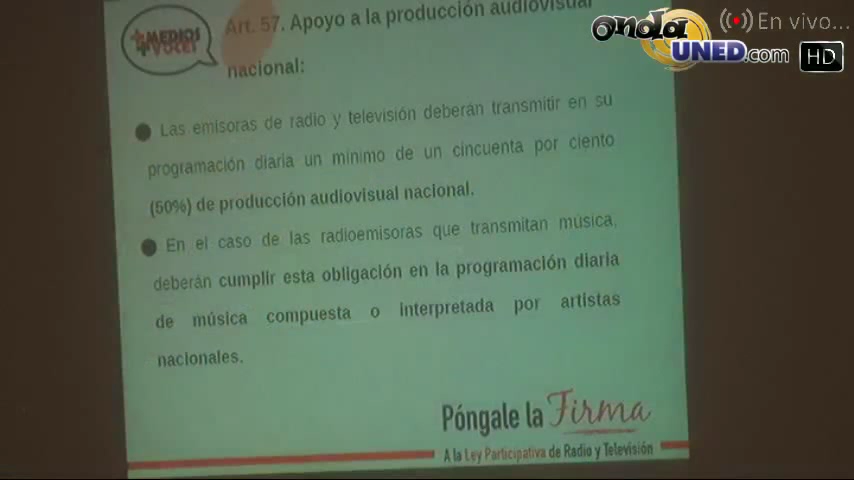 +MEDIOS
+VOCES
Art. 57. Apoyo a la producción audiovisual
nacional:
onda
UNED.com
En vivo...
HD
● Las emisoras de radio y televisión deberán transmitir en su
programación diaria un mínimo de un cincuenta por ciento
(50%) de producción audiovisual nacional.
● En el caso de las radioemisoras que transmitan música,
deberán cumplir esta obligación en la programación diaria
de música compuesta o interpretada por artistas
nacionales.
Póngale la Firma
A la Ley Participativa de Radio y Televisión